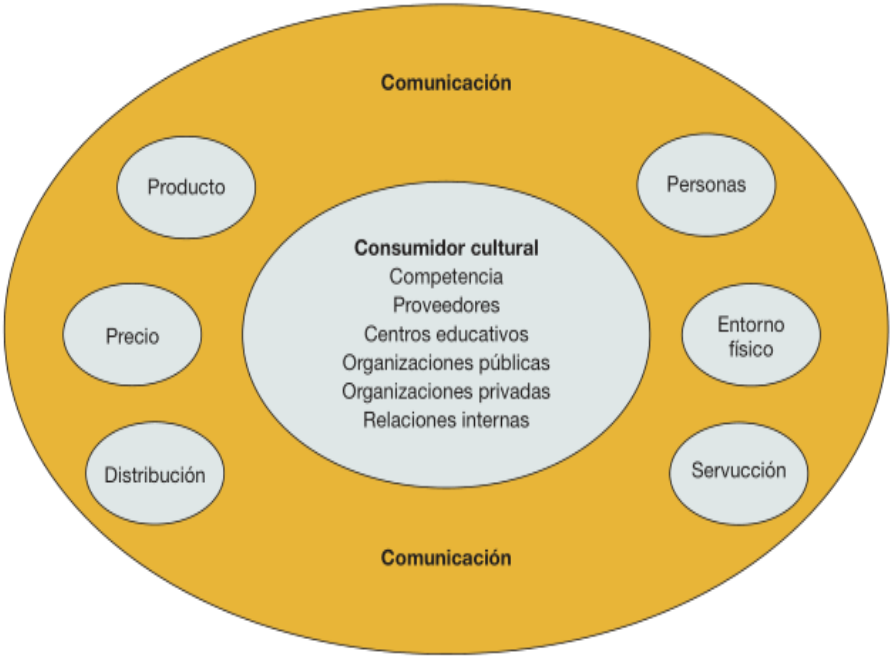 Comunicación
Producto
Personas
Consumidor cultural
Competencia
Proveedores
Centros educativos
Organizaciones públicas
Organizaciones privadas
Relaciones internas
Precio
Entorno
físico
Distribución
Servucción
Comunicación